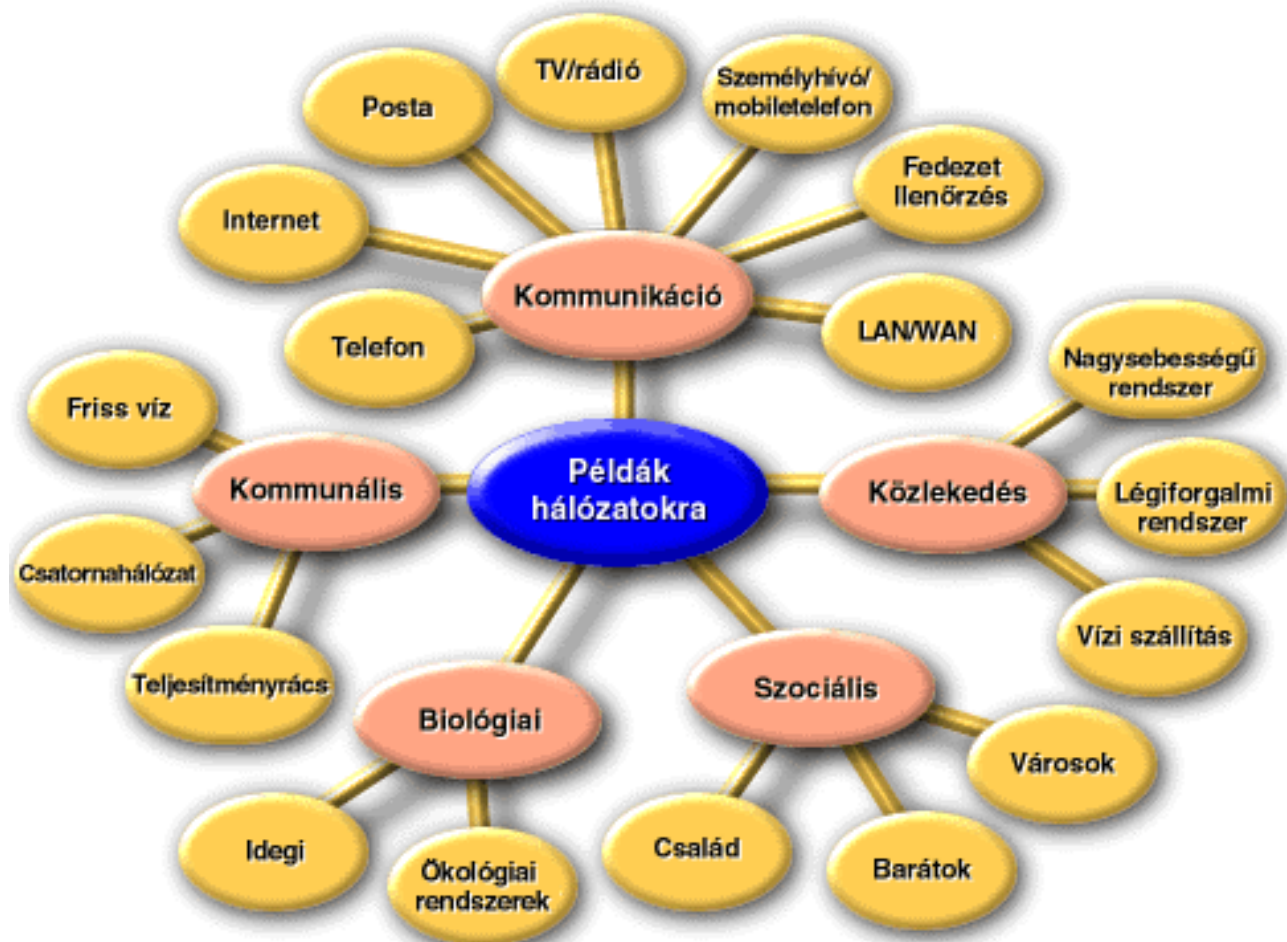 TV/rádió
Posta
Személyhívó/
mobiletelefon
Fedezet
llenőrzés
Internet
Kommunikáció
Telefon
LAN/WAN
Nagysebességű
rendszer
Friss víz
Kommunális
Példák
hálózatokra
Közlekedés
Légiforgalmi
rendszer
Csatornahálózat
Teljesítményrács
Vízi szállítás
Biológiai
Szociális
Városok
Idegi
Ökológiai
rendszerek
Család
Barátok